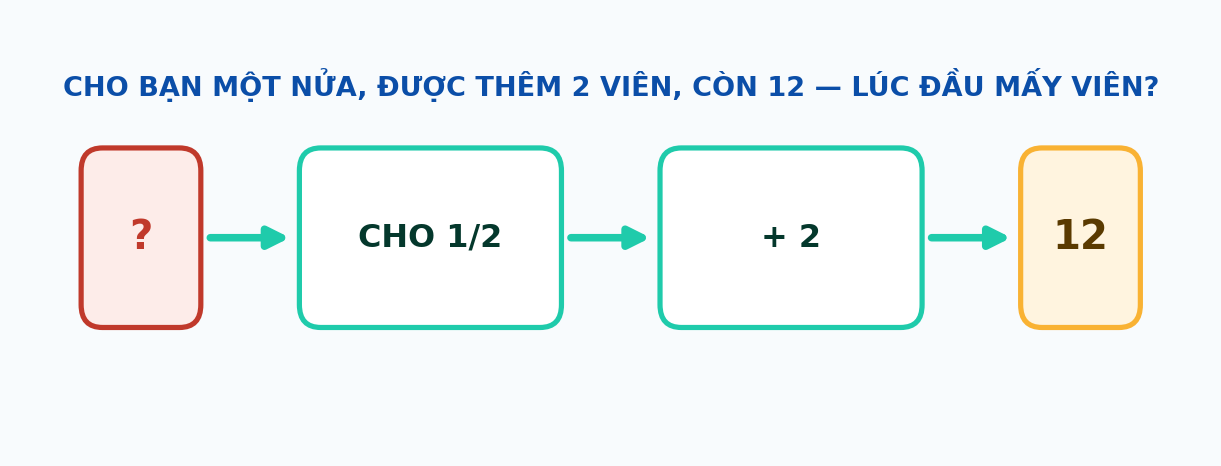 CHO BẠN MỘT NỬA, ĐƯỢC THÊM 2 VIÊN, CÒN 12 — LÚC ĐẦU MẤY VIÊN?
?
CHO 1/2
+ 2
12